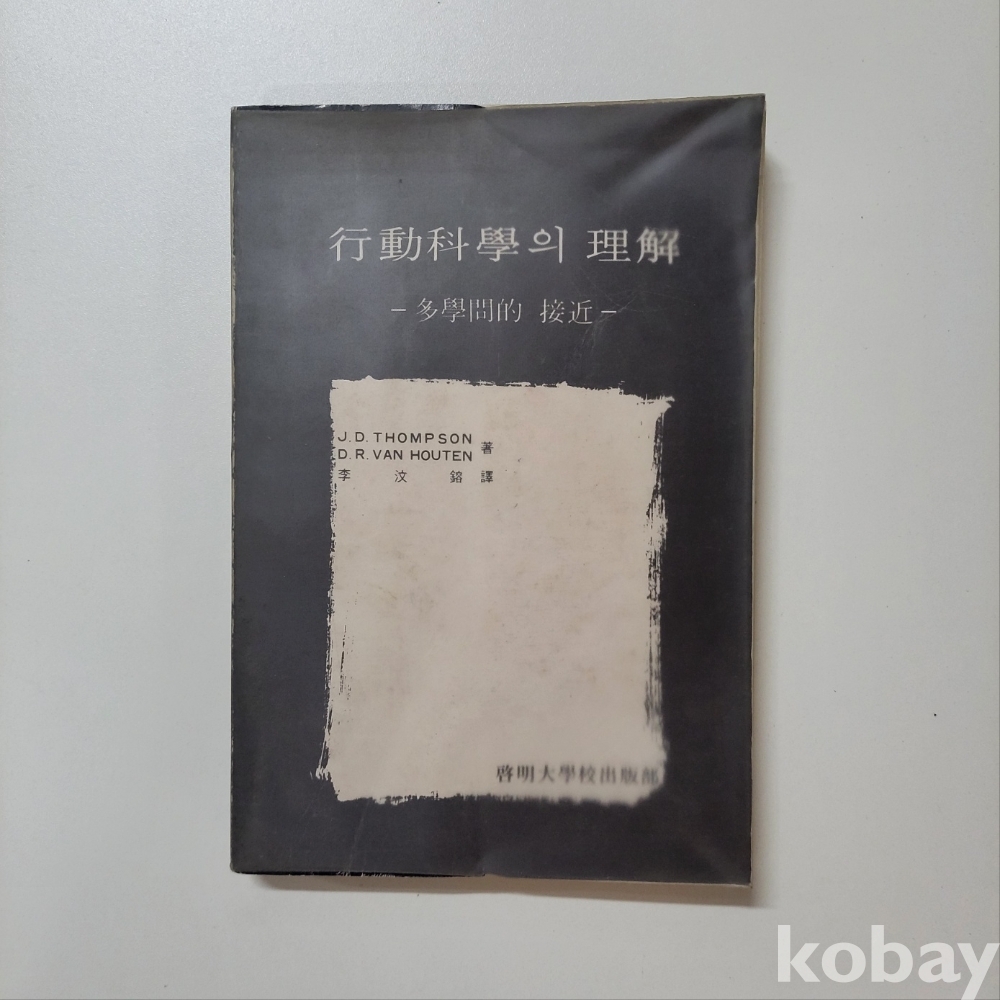 行動科學의 理解
– 多學問的 接近 –
J. D. THOMPSON
D. R. VAN HOUTEN 著
李 汶 鎔 譯
啓明大學校出版部
kobay